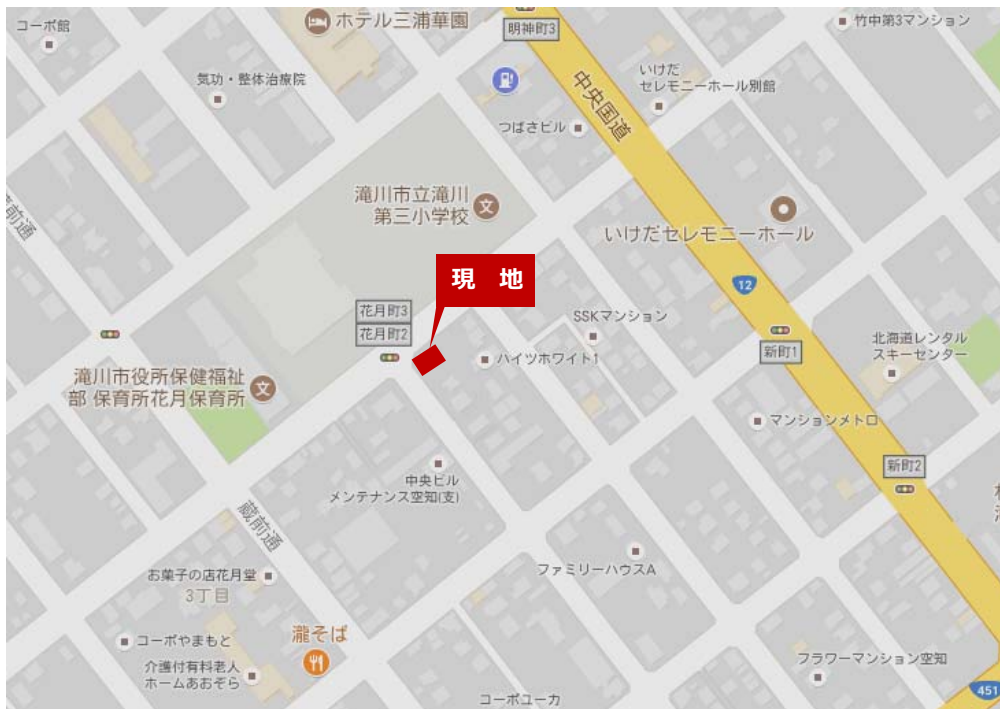 コーポ館
ホテル三浦華園
明神町3
竹中第3マンション
気功・整体治療院
いけだ
セレモニーホール別館
中央国道
つばさビル
滝川市立滝川
第三小学校
蔵前通
いけだセレモニーホール
現 地
12
花月町3
花月町2
SSKマンション
新町1
北海道レンタル
スキーセンター
ハイツホワイト1
滝川市役所保健福祉
部 保育所花月保育所
マンションメトロ
新町2
中央ビル
メンテナンス空知(支)
蔵前通
ファミリーハウスA
お菓子の店花月堂
3丁目
コーポやまもと
瀧そば
介護付有料老人
ホームあおぞら
フラワーマンション空知
コーポユーカ
451